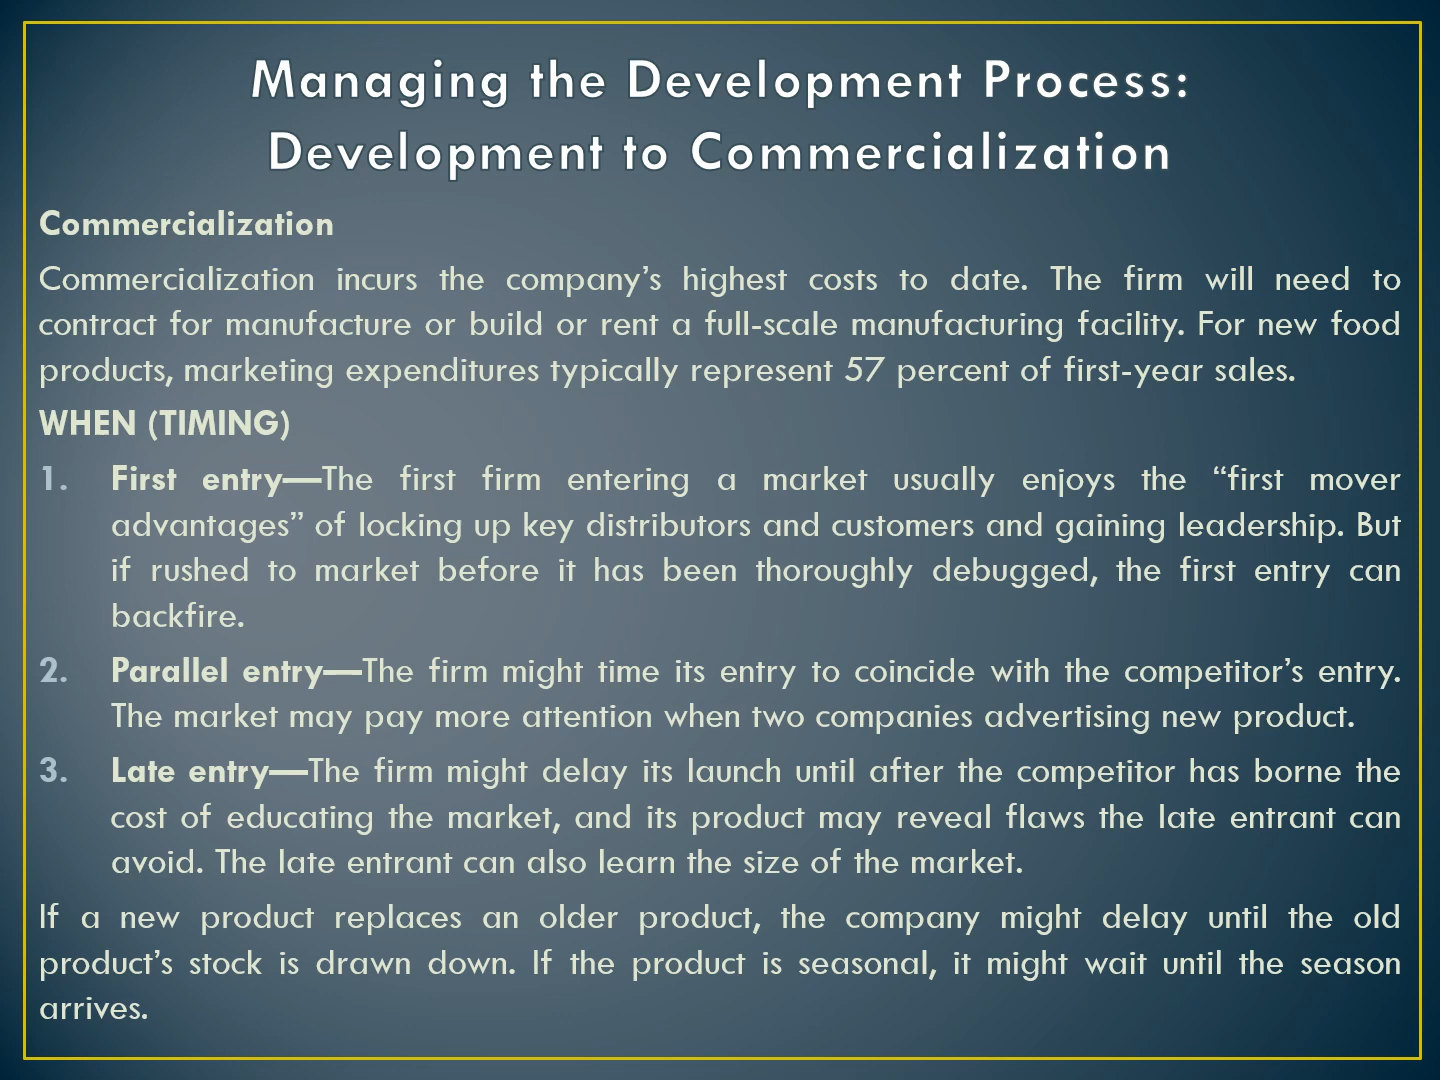 Managing the Development Process:
Development to Commercialization
Commercialization
Commercialization incurs the company’s highest costs to date. The firm will need to
contract for manufacture or build or rent a full-scale manufacturing facility. For new food
products, marketing expenditures typically represent 57 percent of first-year sales.
WHEN (TIMING)
1. First entry—The first firm entering a market usually enjoys the “first mover
advantages” of locking up key distributors and customers and gaining leadership. But
if rushed to market before it has been thoroughly debugged, the first entry can
backfire.
2. Parallel entry—The firm might time its entry to coincide with the competitor’s entry.
The market may pay more attention when two companies advertising new product.
3. Late entry—The firm might delay its launch until after the competitor has borne the
cost of educating the market, and its product may reveal flaws the late entrant can
avoid. The late entrant can also learn the size of the market.
If a new product replaces an older product, the company might delay until the old
product’s stock is drawn down. If the product is seasonal, it might wait until the season
arrives.